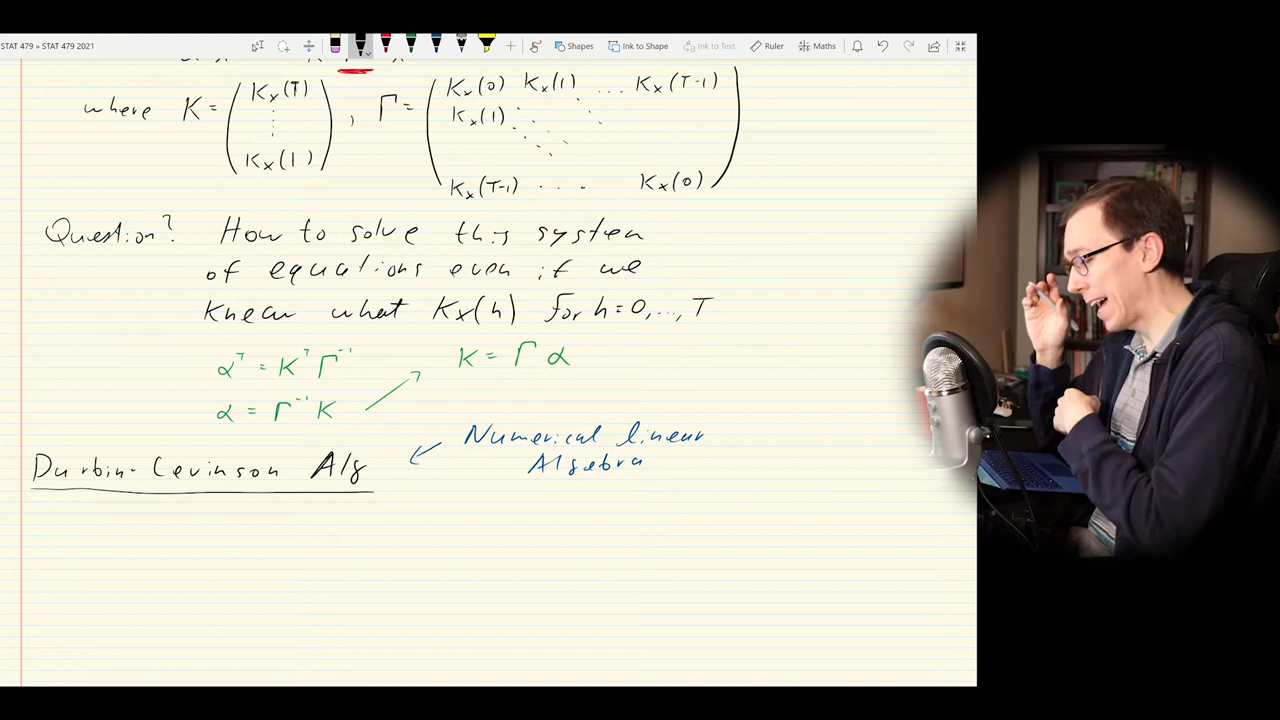 STAT 479 » STAT 479 2021
Shapes
Ink to Shape
Ink to Text
Ruler
Maths
where K = ( Kx(T) ⋮ Kx(1) ) , Γ = ( Kx(0) Kx(1) ... Kx(T-1)
Kx(1)
Kx(T-1) ... Kx(0) )
Question? How to solve this system
of equations even if we
knew what Kx(h) for h=0,...,T
αᵀ = Kᵀ Γ⁻¹
K = Γ α
α = Γ⁻¹ K
Numerical linear
Algebra
Durbin-Levinson Alg